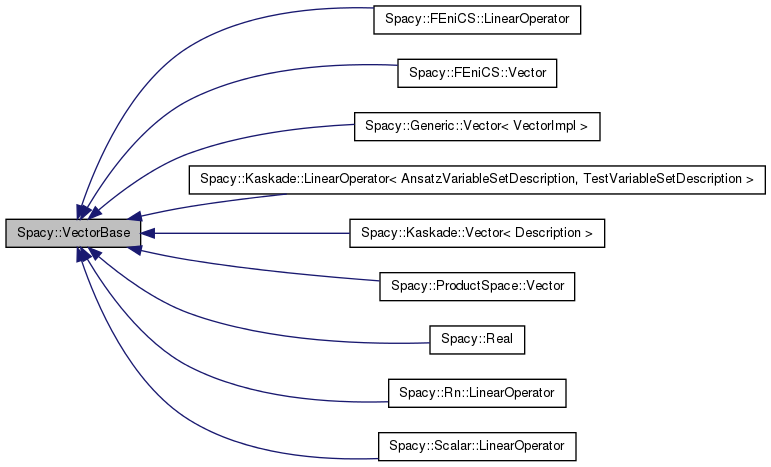 Spacy::FEniCS::LinearOperator
Spacy::FEniCS::Vector
Spacy::Generic::Vector< VectorImpl >
Spacy::Kaskade::LinearOperator< AnsatzVariableSetDescription, TestVariableSetDescription >
Spacy::VectorBase
Spacy::Kaskade::Vector< Description >
Spacy::ProductSpace::Vector
Spacy::Real
Spacy::Rn::LinearOperator
Spacy::Scalar::LinearOperator